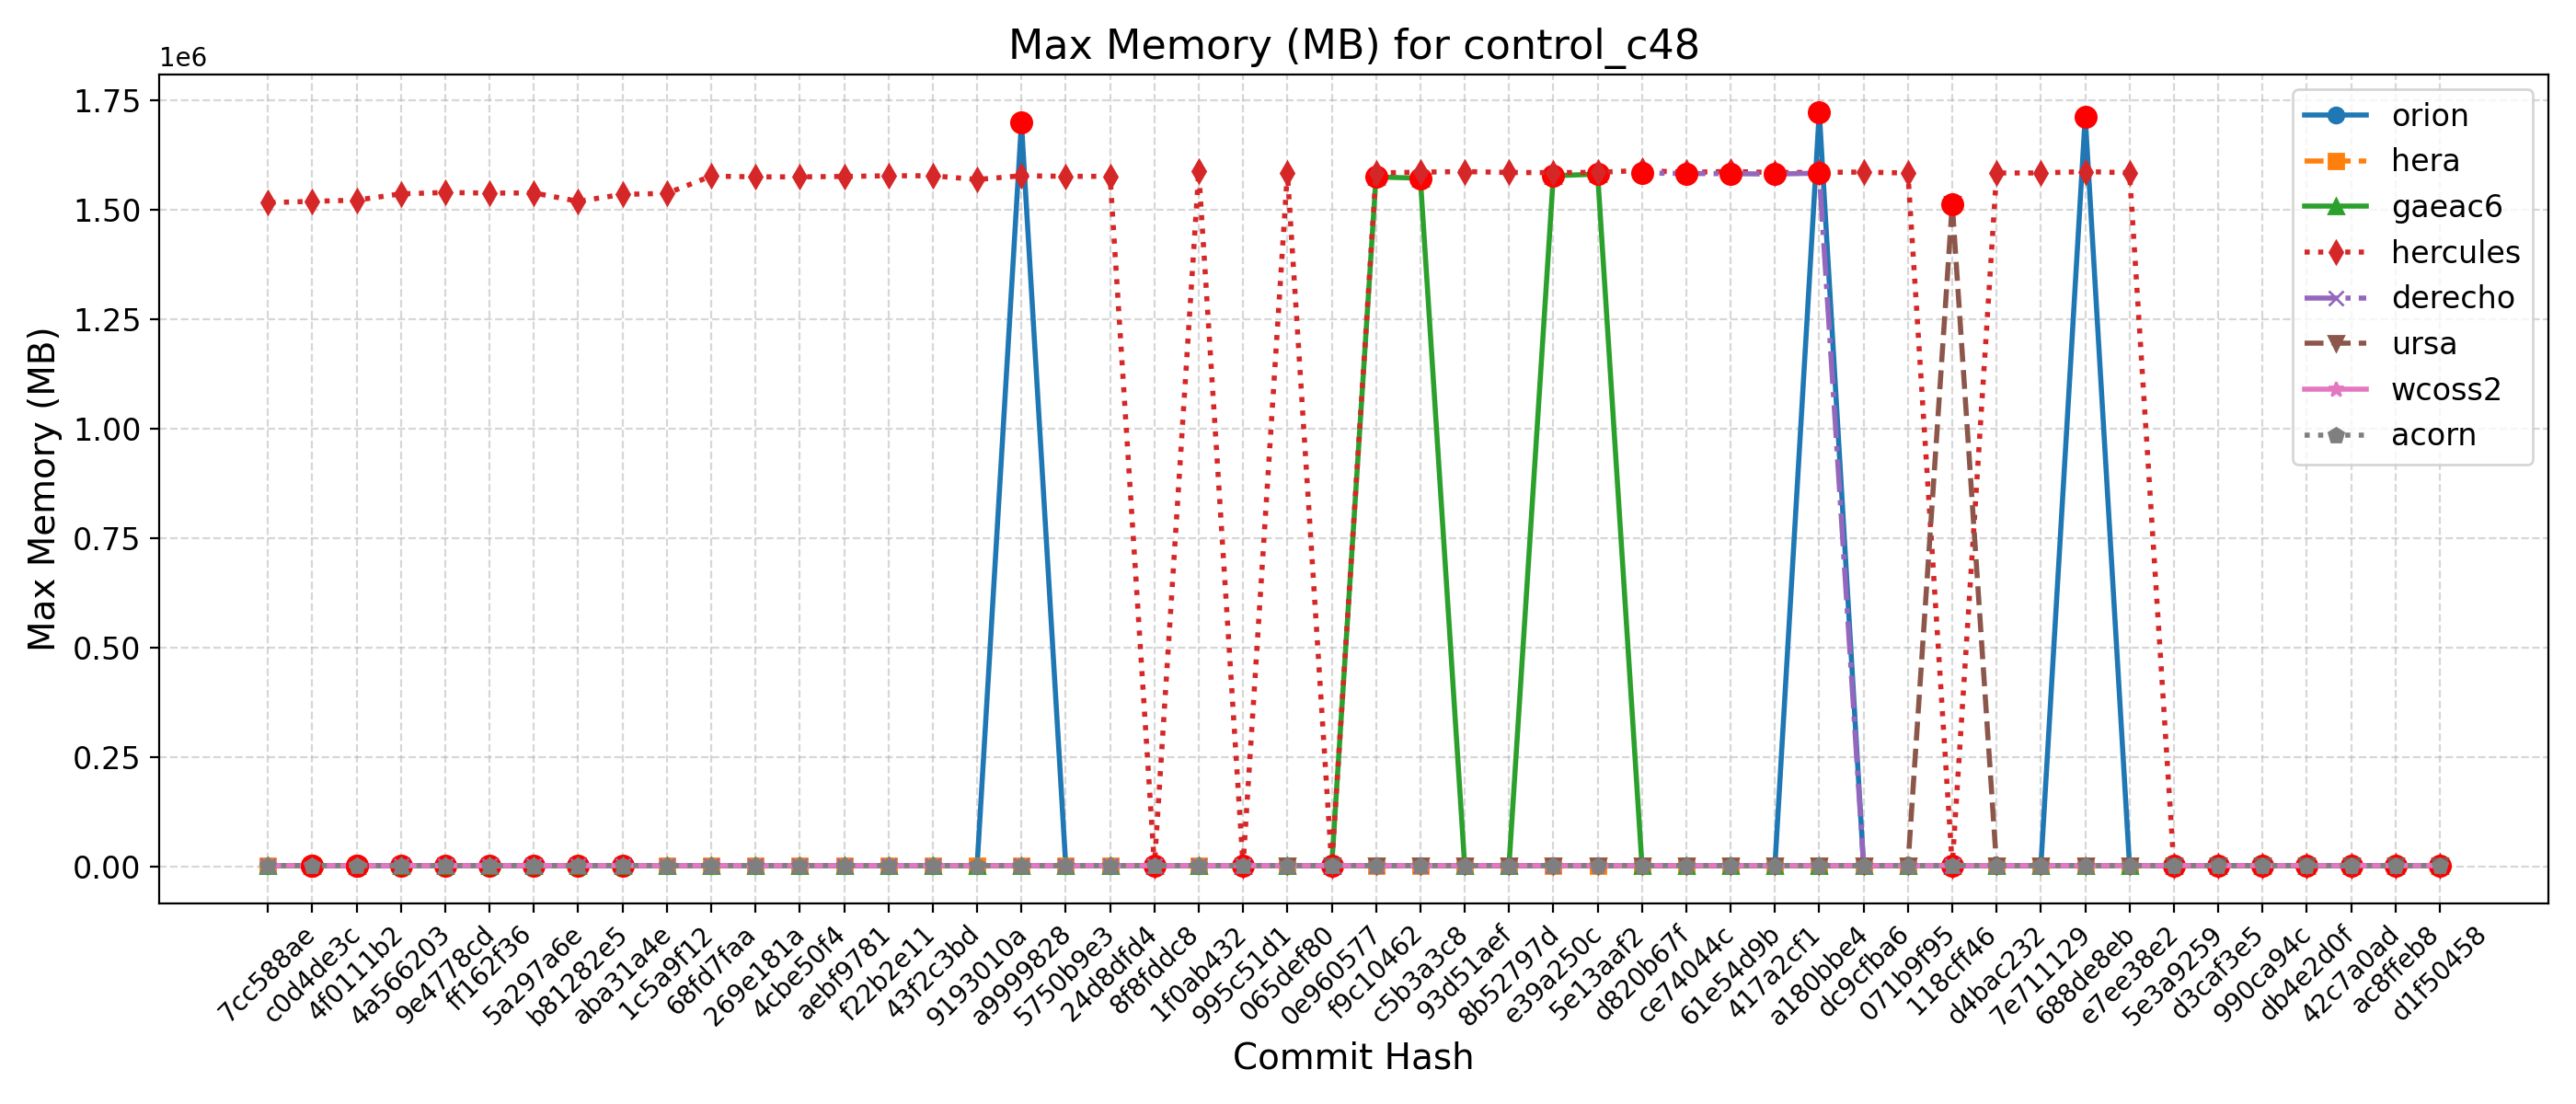 Max Memory (MB) for control_c48
1e6
1.75
1.50
1.25
1.00
0.75
0.50
0.25
0.00
Max Memory (MB)
orion
hera
gaeac6
hercules
derecho
ursa
wcoss2
acorn
7cc588ae
c0d4de3c
4f0111b2
4a566203
9e4778cd
ff162f36
5a297a6e
b81282e5
aba31a4e
1c5a9f12
68fd7faa
269e181a
4cbe50f4
aebf9781
f22b2e11
43f2c3bd
9193010a
a9999828
5750b9e3
24d8dfd4
8f8fddc8
1f0ab432
995c51d1
065def80
0e960577
f9c10462
c5b3a3c8
93d51aef
8b52797d
e39a250c
5e13aaf2
d820b67f
ce74044c
61e54d9b
417a2cf1
a180bbe4
dc9cfba6
071b9f95
118cff46
d4bac232
7e711129
688de8eb
e7ee38e2
5e3a9259
d3caf3e5
990ca94c
db4e2d0f
42c7a0ad
ac8ffeb8
d1f50458
Commit Hash